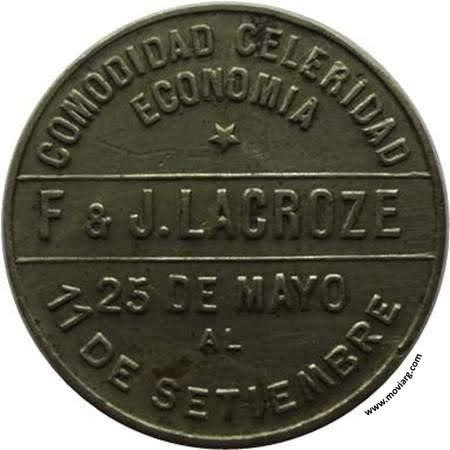 COMODIDAD CELERIDAD
ECONOMIA
F & J. LACROZE
25 DE MAYO
AL
11 DE SETIEMBRE
www.moviarg.com